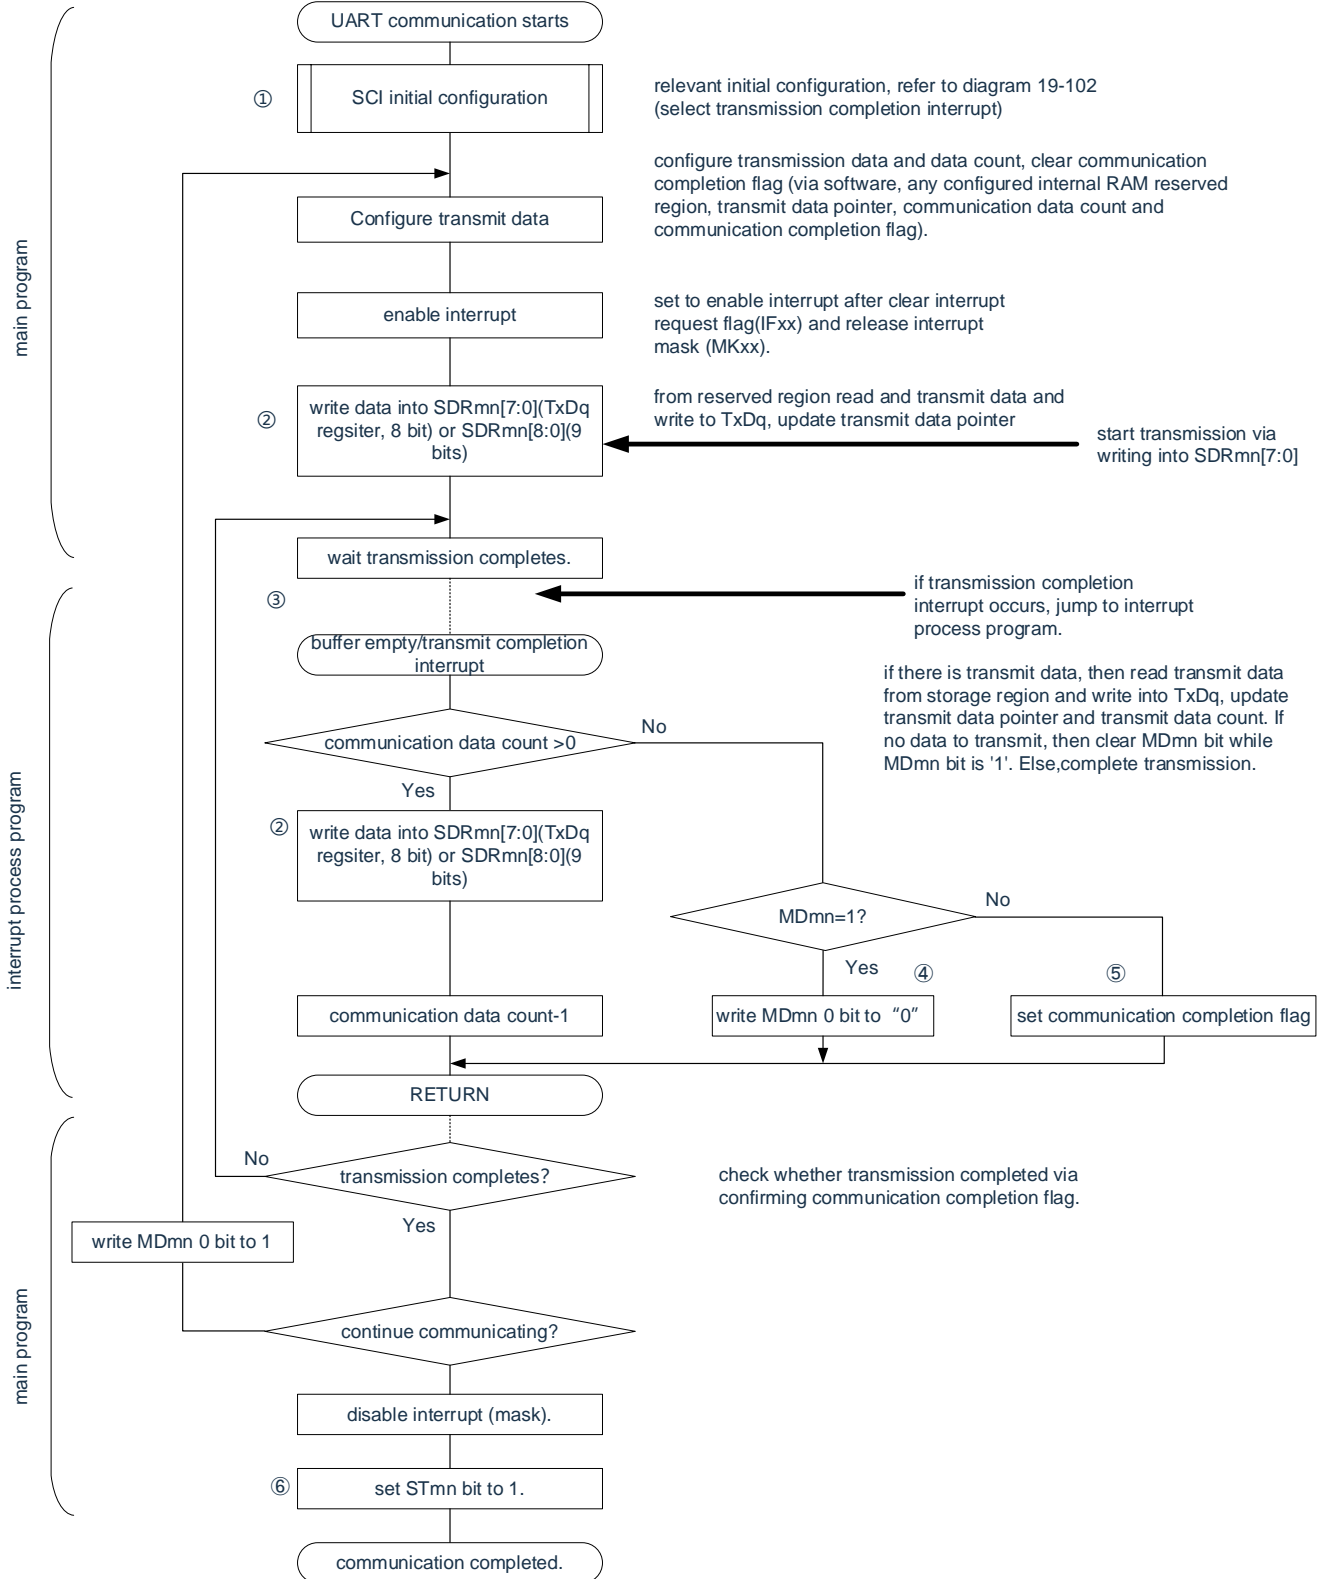 UART communication starts
①
SCI initial configuration
relevant initial configuration, refer to diagram 19-102
(select transmission completion interrupt)
configure transmission data and data count, clear communication
completion flag (via software, any configured internal RAM reserved
region, transmit data pointer, communication data count and
communication completion flag).
Configure transmit data
main program
enable interrupt
set to enable interrupt after clear interrupt
request flag(IFxx) and release interrupt
mask (MKxx).
②
write data into SDRmn[7:0](TxDq
regsiter, 8 bit) or SDRmn[8:0](9
bits)
from reserved region read and transmit data and
write to TxDq, update transmit data pointer
start transmission via
writing into SDRmn[7:0]
wait transmission completes.
③
if transmission completion
interrupt occurs, jump to interrupt
process program.
buffer empty/transmit completion
interrupt
if there is transmit data, then read transmit data
from storage region and write into TxDq, update
transmit data pointer and transmit data count. If
no data to transmit, then clear MDmn bit while
MDmn bit is '1'. Else,complete transmission.
communication data count >0
No
Yes
interrupt process program
②
write data into SDRmn[7:0](TxDq
regsiter, 8 bit) or SDRmn[8:0](9
bits)
MDmn=1?
No
Yes
④
⑤
communication data count-1
write MDmn 0 bit to “0”
set communication completion flag
RETURN
No
transmission completes?
check whether transmission completed via
confirming communication completion flag.
Yes
write MDmn 0 bit to 1
main program
continue communicating?
disable interrupt (mask).
⑥
set STmn bit to 1.
communication completed.